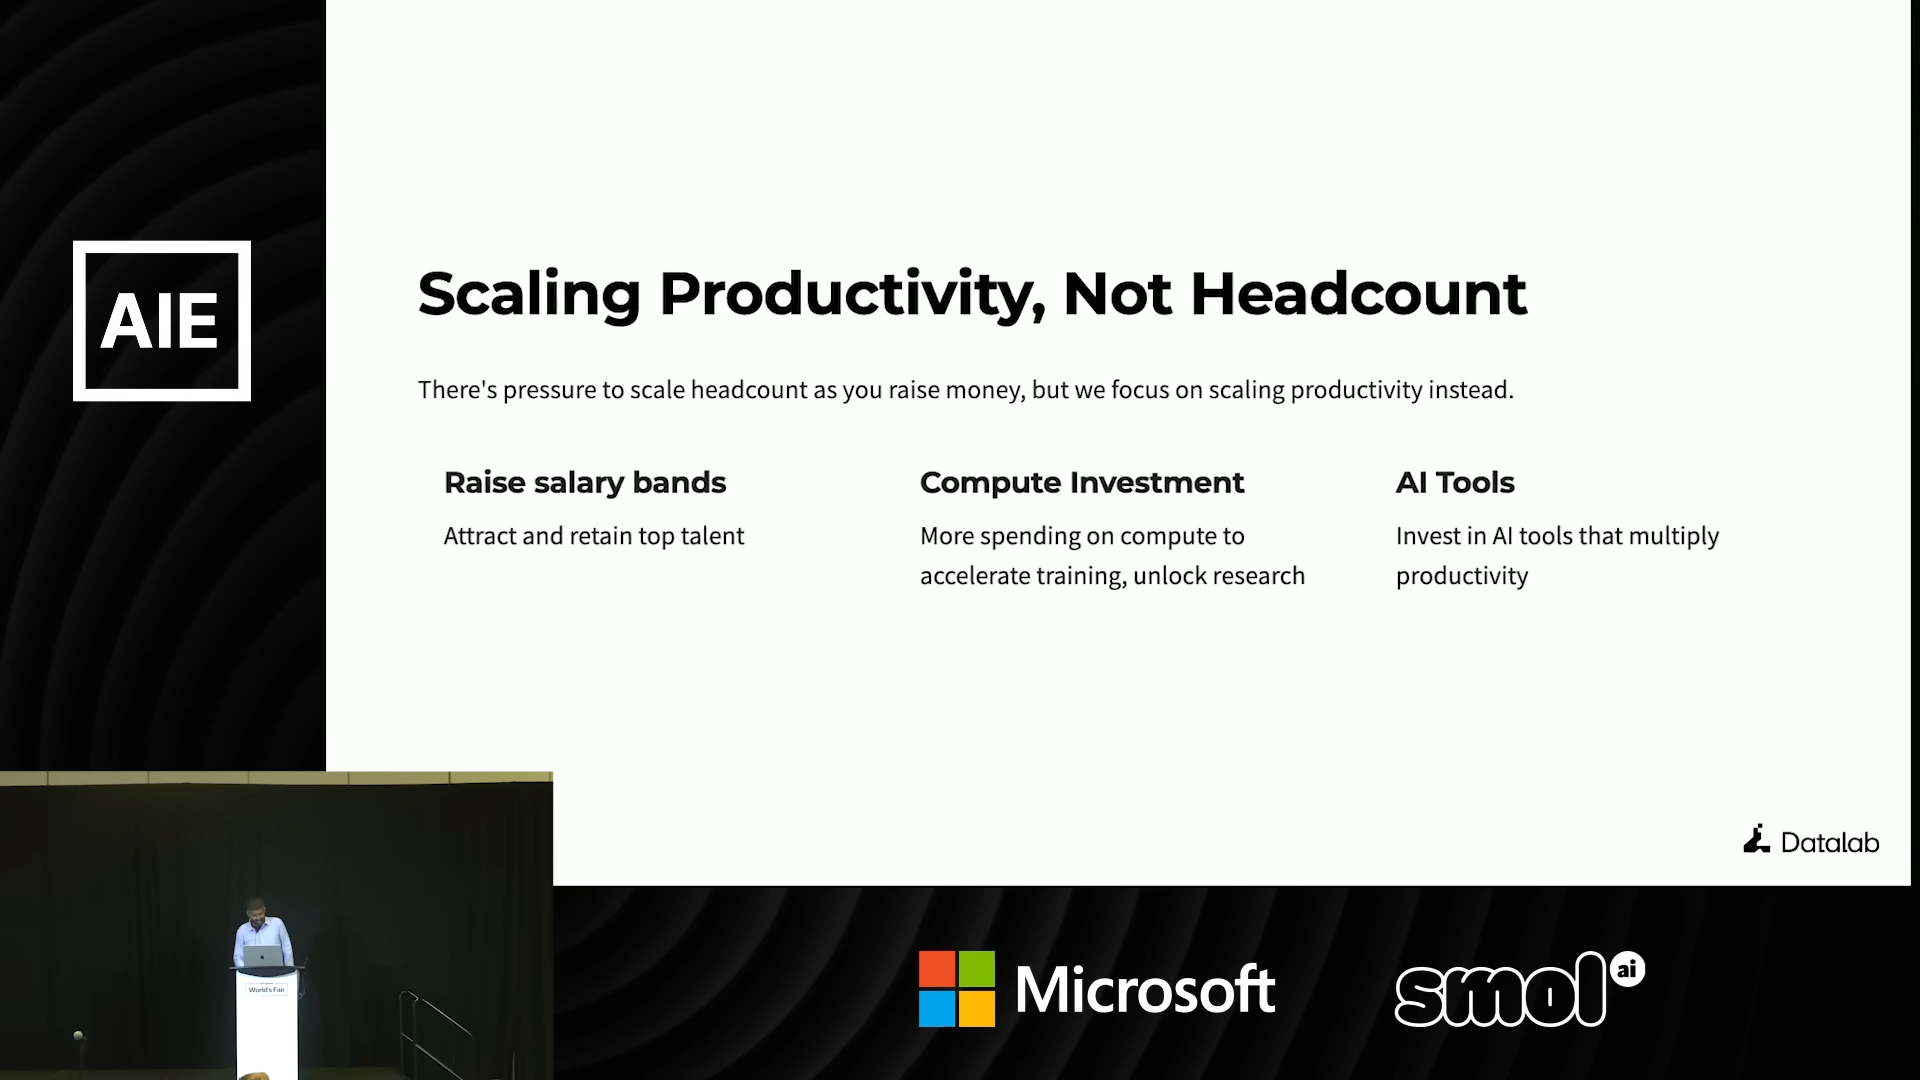 AIE
Scaling Productivity, Not Headcount
There's pressure to scale headcount as you raise money, but we focus on scaling productivity instead.
Raise salary bands
Attract and retain top talent
Compute Investment
More spending on compute to
accelerate training, unlock research
AI Tools
Invest in AI tools that multiply
productivity
Datalab
World's Fair
Microsoft
smol ai